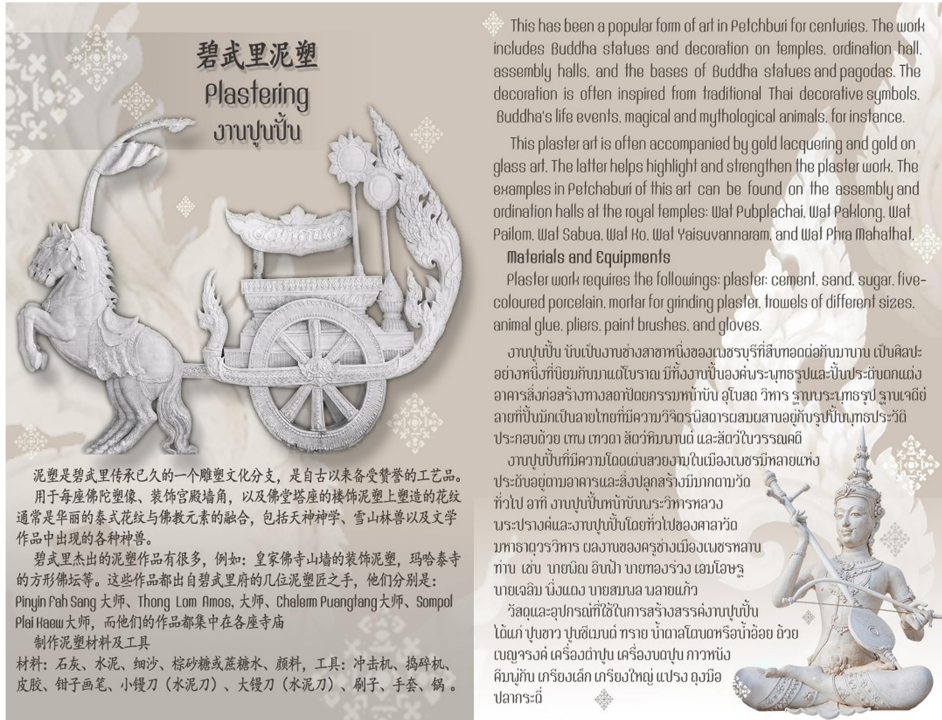 碧武里泥塑
Plastering
งานปูนปั้น
泥塑是碧武里传承已久的一个雕塑文化分支，是自古以来备受赞誉的工艺品。
用于每座佛陀塑像、装饰宫殿墙角，以及佛堂塔座的楼饰泥塑上塑造的花纹
通常是华丽的泰式花纹与佛教元素的融合，包括天神神学、雪山林兽以及文学
作品中出现的各种神兽。
碧武里杰出的泥塑作品有很多，例如：皇家佛寺山墙的装饰泥塑，玛哈泰寺
的方形佛坛等。这些作品都出自碧武里府的几位泥塑匠之手，他们分别是：
Pinyin Fah Sang 大师、Thong Lom Amos, 大师、Chalerm Puangtang大师、Sompol
Plai Kaew大师，而他们的作品都集中在各座寺庙
制作泥塑材料及工具
材料：石灰、水泥、细沙、棕砂糖或蔗糖水、颜料，工具：冲击机、捣碎机、
皮胶、钳子画笔、小镘刀（水泥刀）、大镘刀（水泥刀）、刷子、手套、锅 。
This has been a popular form of art in Petchburi for centuries. The work
includes Buddha statues and decoration on temples, ordination hall,
assembly halls, and the bases of Buddha statues and pagodas. The
decoration is often inspired from traditional Thai decorative symbols,
Buddha's life events, magical and mythological animals, for instance.
This plaster art is often accompanied by gold lacquering and gold on
glass art. The latter helps highlight and strengthen the plaster work. The
examples in Petchaburi of this art can be found on the assembly and
ordination halls at the royal temples: Wat Pubplachai, Wat Paklong, Wat
Pailom, Wat Sabua, Wat Ko, Wat Yaisuvannaram, and Wat Phra Mahathat.
Materials and Equipments
Plaster work requires the followings: plaster; cement, sand, sugar, five-
coloured porcelain, mortar for grinding plaster, trowels of different sizes,
animal glue, pliers, paint brushes, and gloves.
งานปูนปั้น นับเป็นงานช่างสาขาหนึ่งของเพชรบุรีที่สืบทอดต่อกันมานาน เป็นศิลปะ
อย่างหนึ่งที่นิยมกันมาแต่โบราณ มีทั้งงานปั้นองค์พระพุทธรูปและปั้นประดับตกแต่ง
อาคารสิ่งก่อสร้างทางสถาปัตยกรรมหน้าบัน อุโบสถ วิหาร ฐานพระพุทธรูป ฐานเจดีย์
ลายที่ปั้นมักเป็นลายไทยที่มีความวิจิตรพิสดารผสมผสานอยู่กับรูปปั้นพุทธประวัติ
ประกอบด้วย เทพ เทวดา สัตว์หิมพานต์ และสัตว์ในวรรณคดี
งานปูนปั้นที่มีความโดดเด่นสวยงามในเมืองเพชรมีหลายแห่ง
ประดับอยู่ตามอาคารและสิ่งปลูกสร้างมีมากตามวัด
ทั่วไป อาทิ งานปูนปั้นหน้าบันพระวิหารหลวง
พระปรางค์และงานปูนปั้นโดยทั่วไปของศาลาวัด
มหาธาตุวรวิหาร ผลงานของครูช่างเมืองเพชรหลาน
ท่าน เช่น นายพิณ อินฟ้า นายทองร่วง เอมโอษฐ
นายเฉลิม พึ่งแตง นายสมพล พลายแก้ว
วัสดุและอุปกรณ์ที่ใช้ในการสร้างสรรค์งานปูนปั้น
ได้แก่ ปูนขาว ปูนซีเมนต์ ทราย น้ำตาลโตนดหรือน้ำอ้อย ถ้วย
เบญจรงค์ เครื่องตำปูน เครื่องบดปูน กาวหนัง
คีมพู่กัน เกรียงเล็ก เกรียงใหญ่ แปรง ถุงมือ
ปลากระดี่